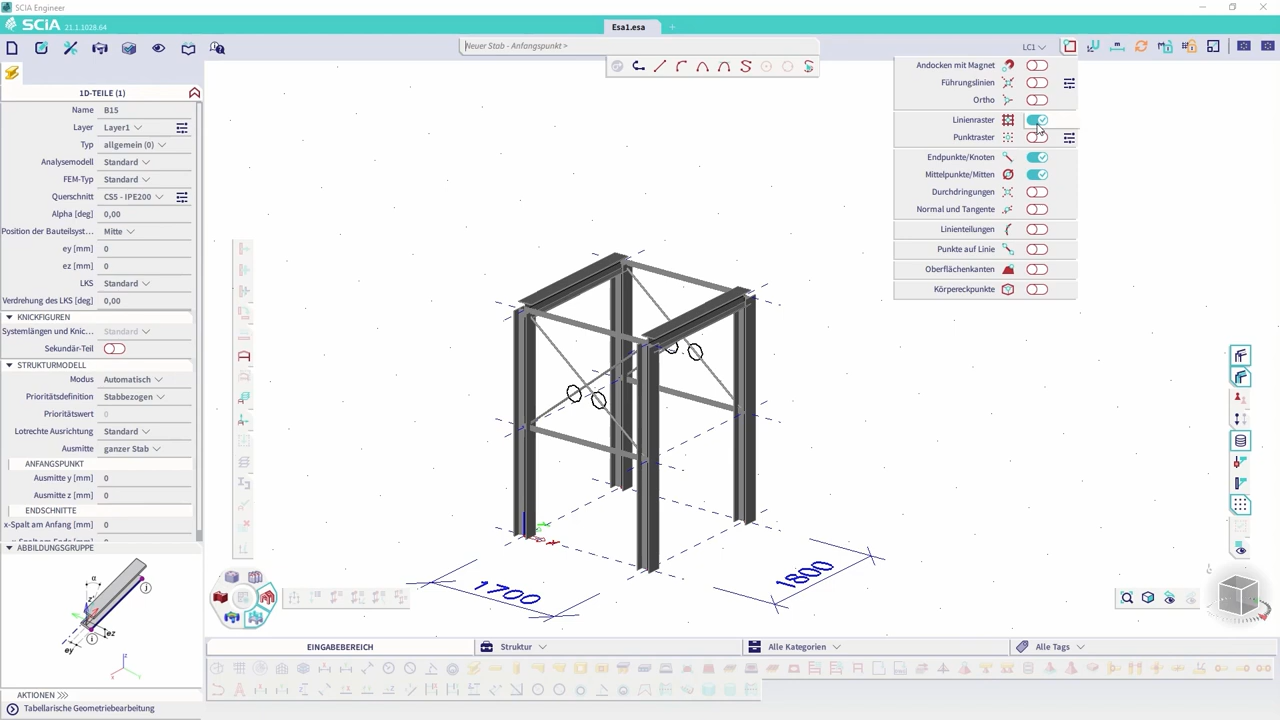 SCIA Engineer
SCiA 21.1.1028.64
Esa1.esa
Neuer Stab - Anfangspunkt >
LC1
Andocken mit Magnet
Führungslinien
Ortho
Linienraster
Punktraster
Endpunkte/Knoten
Mittelpunkte/Mitten
Durchdringungen
Normal und Tangente
Linienteilungen
Punkte auf Linie
Oberflächenkanten
Körpereckpunkte
1D-TEILE (1)
Name B15
Layer Layer1
Typ allgemein (0)
Analysemodell Standard
FEM-Typ Standard
Querschnitt CS5 - IPE200
Alpha [deg] 0,00
Position der Bauteilsyst... Mitte
ey [mm] 0
ez [mm] 0
LKS Standard
Verdrehung des LKS [deg] 0,00
KNICKFIGUREN
Systemlängen und Knic... Standard
Sekundär-Teil
STRUKTURMODELL
Modus Automatisch
Prioritätsdefinition Stabbezogen
Prioritätswert 0
Lotrechte Ausrichtung Standard
Ausmitte ganzer Stab
ANFANGSPUNKT
Ausmitte y [mm] 0
Ausmitte z [mm] 0
ENDSCHNITTE
x-Spalt am Anfang [mm] 0
ABBILDUNGSGRUPPE
α
ez
ey
i
j
z
y
x
AKTIONEN >>>
Tabellarische Geometriebearbeitung
1700
1800
EINGABEBEREICH
Struktur
Alle Kategorien
Alle Tags